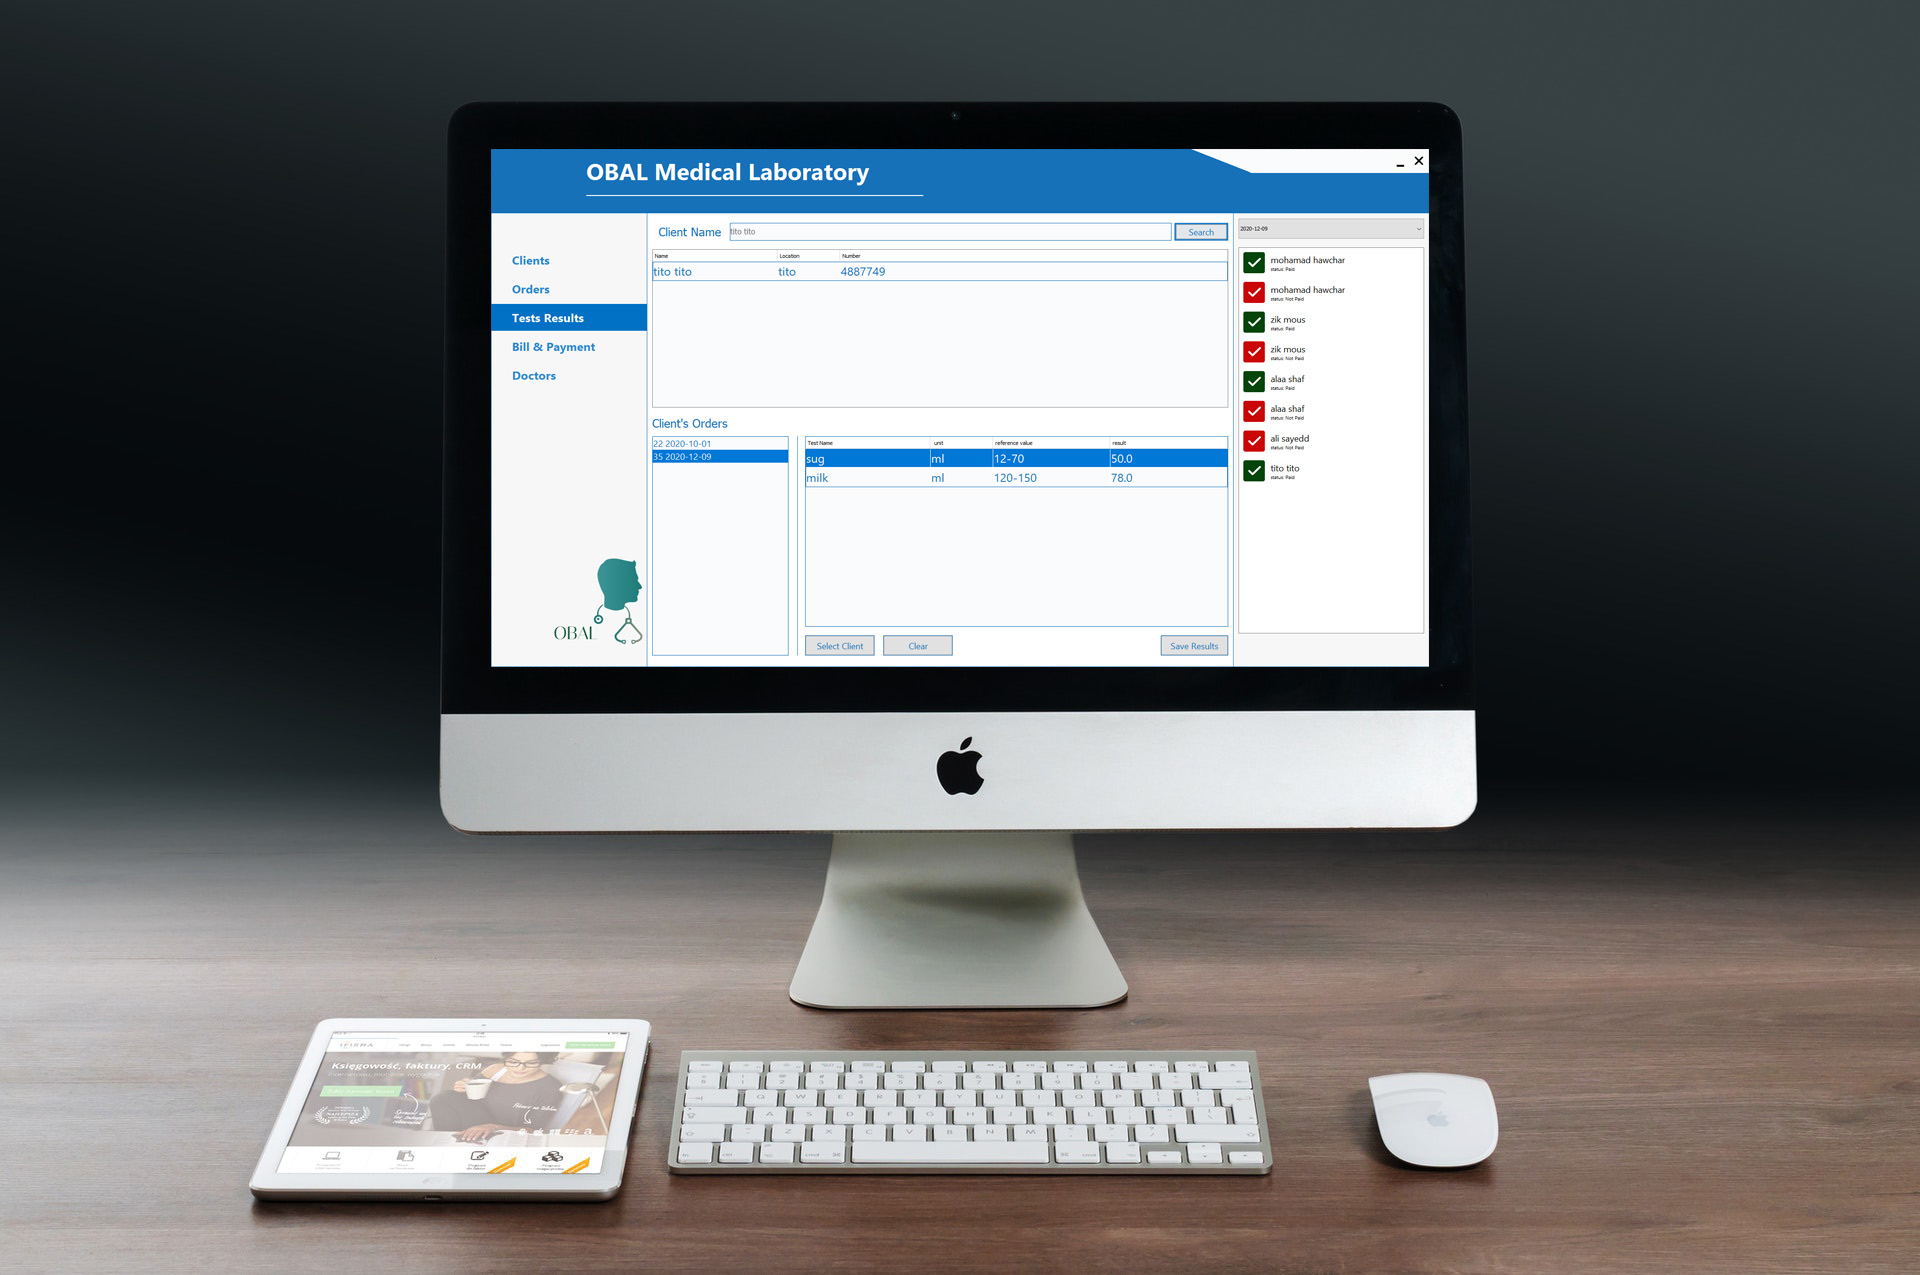 OBAL Medical Laboratory
Clients
Orders
Tests Results
Bill & Payment
Doctors
OBAL
Client Name
tito tito
Search
Name Location Number
tito tito tito 4887749
Client's Orders
22 2020-10-01
35 2020-12-09
Test Name unit reference value result
sug ml 12-70 50.0
milk ml 120-150 78.0
Select Client
Clear
Save Results
2020-12-09
mohamad hawchar
status: Paid
mohamad hawchar
status: Not Paid
zik mous
status: Paid
zik mous
status: Not Paid
alaa shaf
status: Paid
alaa shaf
status: Not Paid
ali sayedd
status: Not Paid
tito tito
status: Paid
IFIRMA
Księgowość, faktury, CRM
Q W E R T Y U I O P
A S D F G H J K L
Z X C V B N M